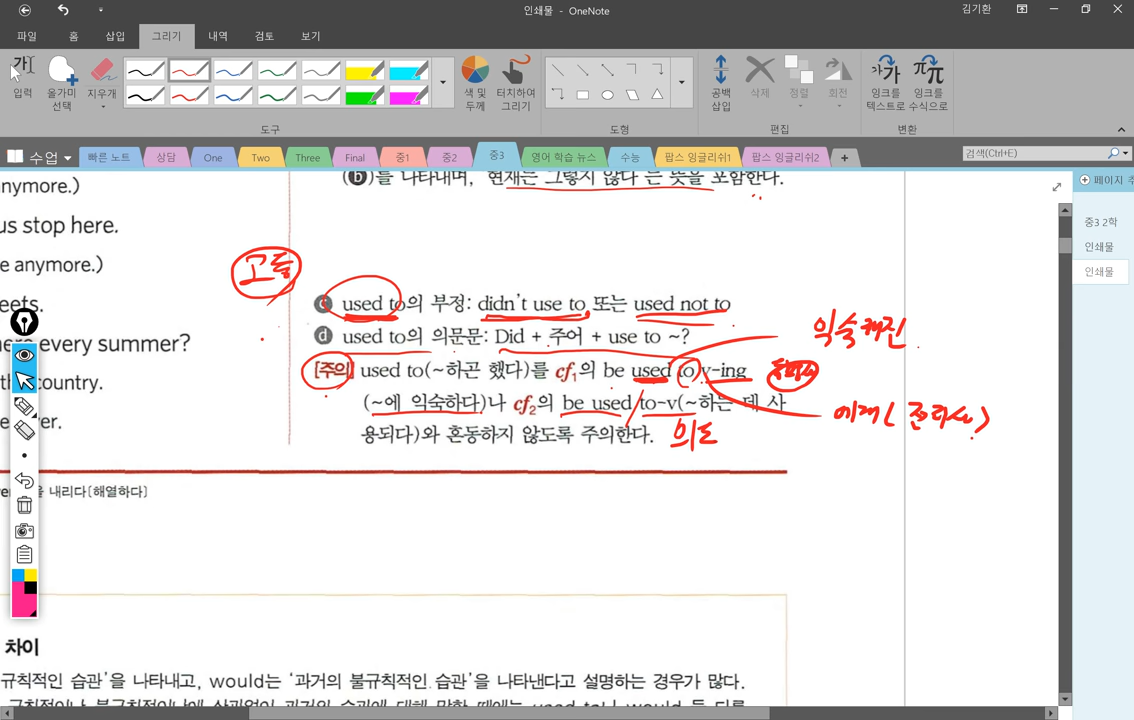 인쇄물 - OneNote
김기환
파일 홈 삽입 그리기 내역 검토 보기
입력 올가미 선택 지우개 색 및 두께 터치하여 그리기 공백 삽입 삭제 정렬 회전 잉크를 텍스트로 잉크를 수식으로
도구 도형 편집 변환
수업 빠른 노트 상담 One Two Three Final 중1 중2 중3 영어 학습 뉴스 수능 팝스 잉글리쉬1 팝스 잉글리쉬2 검색(Ctrl+E)
페이지 추
중3 2학
인쇄물
인쇄물
(ⓑ)를 나타내며, 현재는 그렇지 않다'는 뜻을 포함한다.
nymore.)
us stop here.
e anymore.)
고등
eets.
ⓒ used to의 부정: didn't use to 또는 used not to
익숙해진
every summer?
ⓓ used to의 의문문: Did + 주어 + use to ~?
country.
[주의] used to(~하곤 했다)를 cf1의 be used to v-ing
(~에 익숙하다)나 cf2의 be used to-v(~하는 데 사
에게(전치사)
용되다)와 혼동하지 않도록 주의한다.
의도
을 내리다[해열하다]
차이
규칙적인 습관'을 나타내고, would는 '과거의 불규칙적인 습관'을 나타낸다고 설명하는 경우가 많다.